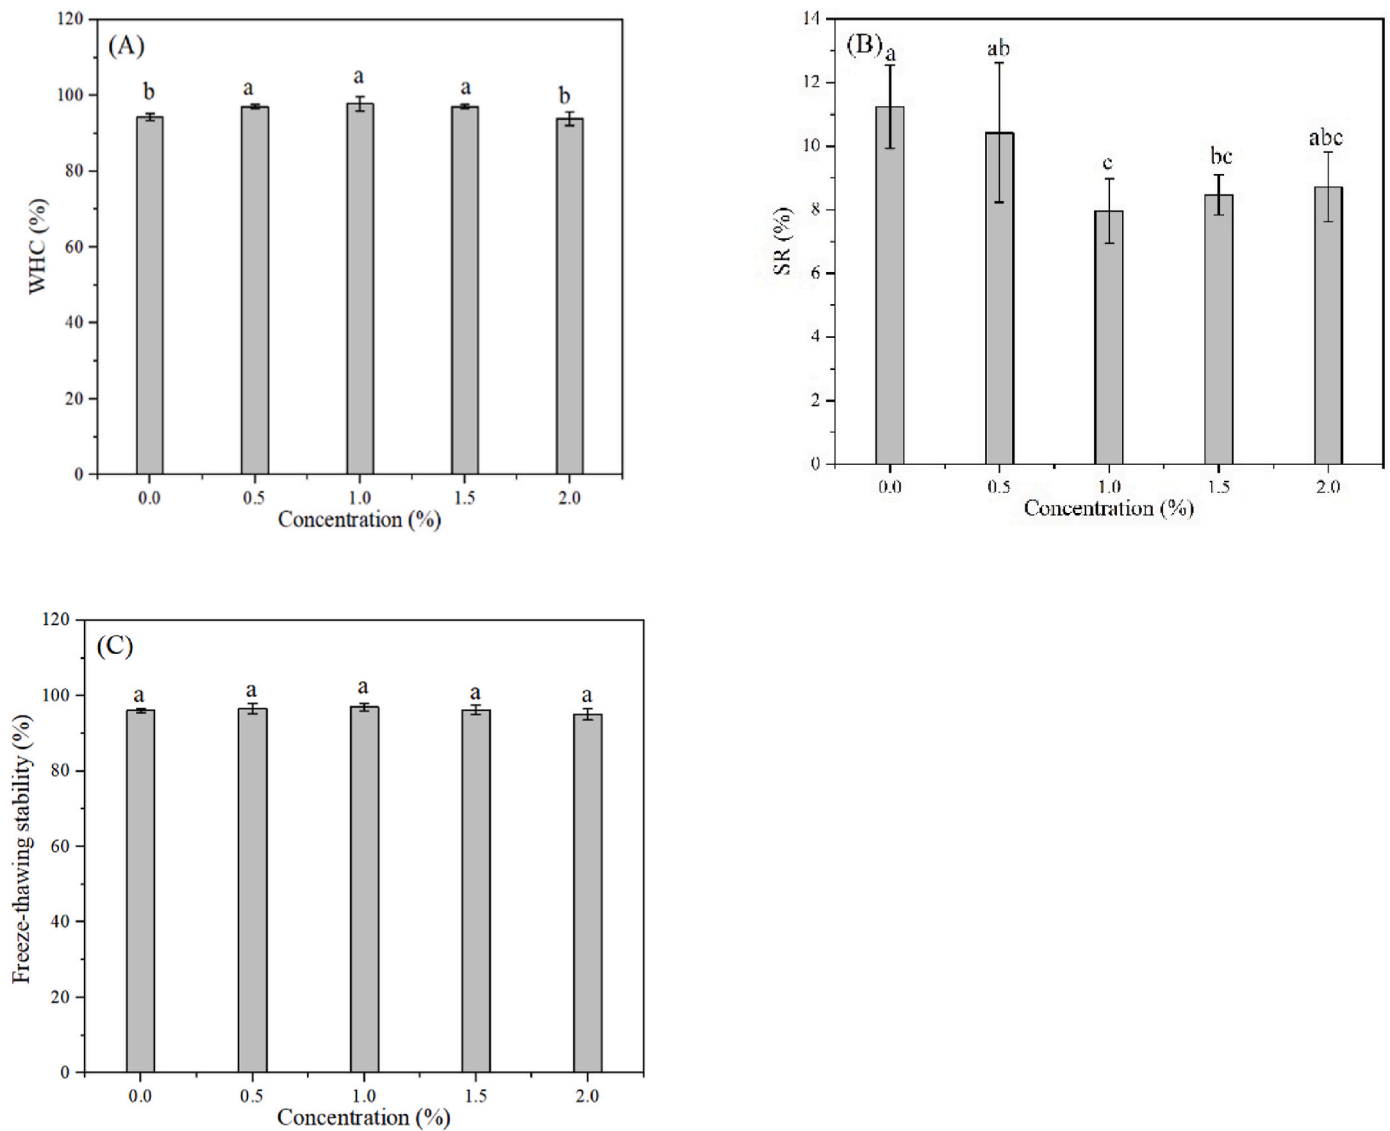 (A)
120
100
80
60
40
20
0
WHC (%)
b
a
a
a
b
0.0 0.5 1.0 1.5 2.0
Concentration (%)
(B)
14
12
10
8
6
4
2
0
SR (%)
a
ab
c
bc
abc
0.0 0.5 1.0 1.5 2.0
Concentration (%)
(C)
120
100
80
60
40
20
0
Freeze-thawing stability (%)
a
a
a
a
a
0.0 0.5 1.0 1.5 2.0
Concentration (%)